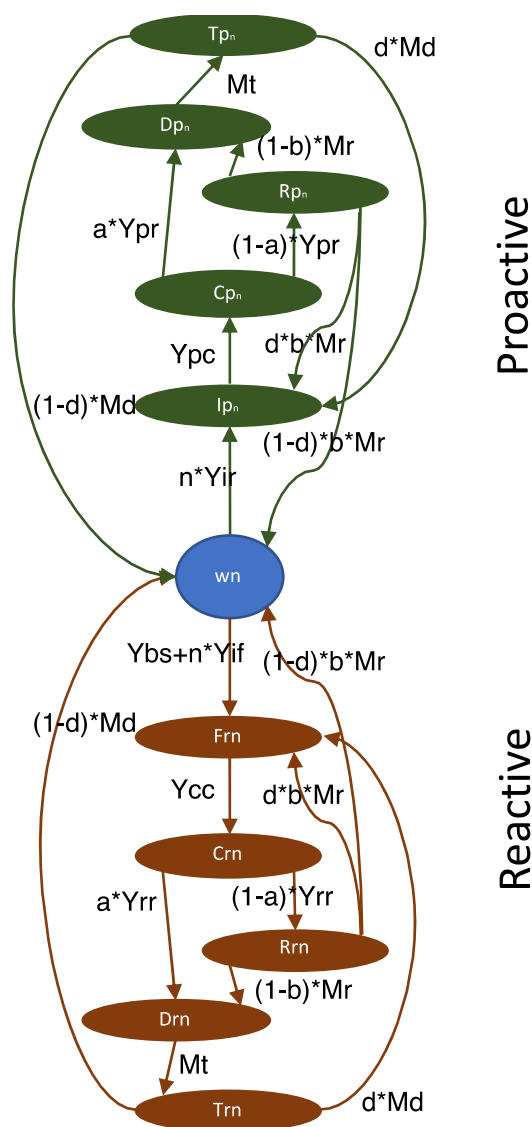 Tpn
d*Md
Mt
Dpn
(1-b)*Mr
Rpn
a*Ypr
(1-a)*Ypr
Cpn
Proactive
Ypc
d*b*Mr
(1-d)*Md
Ipn
(1-d)*b*Mr
n*Yir
wn
Ybs+n*Yif
(1-d)*b*Mr
(1-d)*Md
Frn
Ycc
d*b*Mr
Reactive
Crn
a*Yrr
(1-a)*Yrr
Rrn
(1-b)*Mr
Drn
Mt
Trn
d*Md